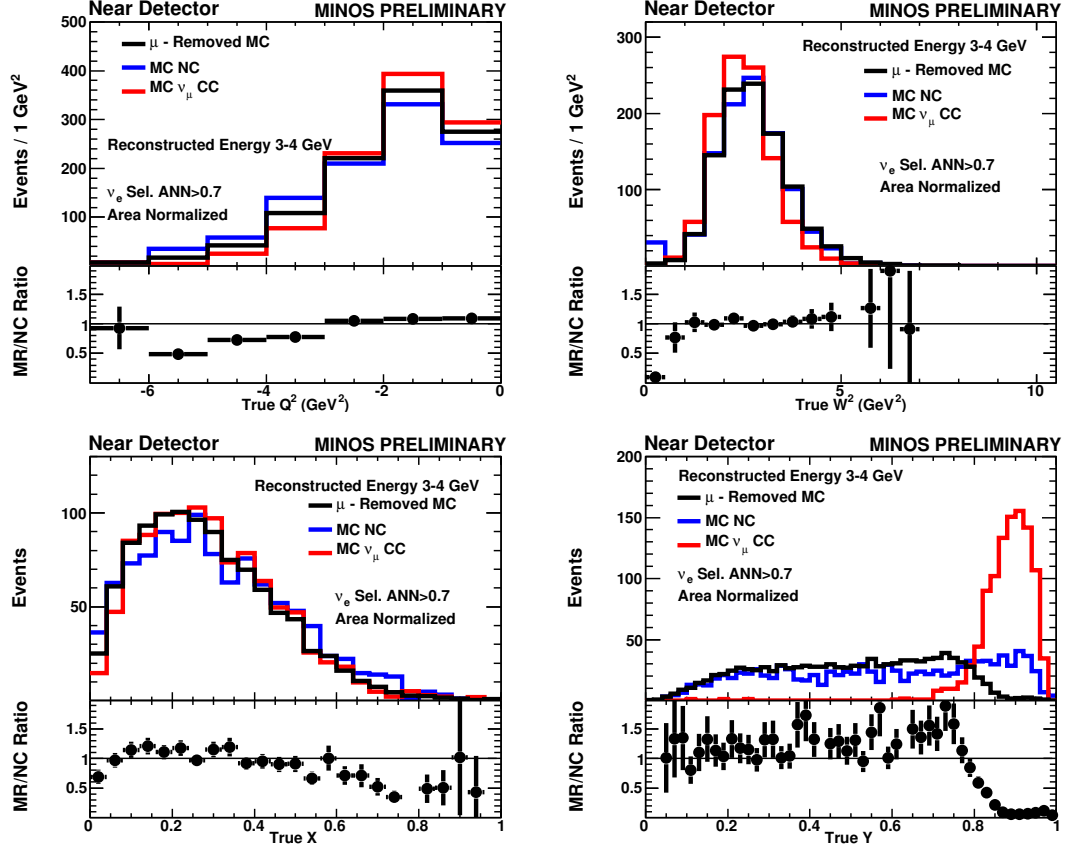 Near Detector MINOS PRELIMINARY
500
400
300
200
100
Events / 1 GeV²
μ - Removed MC
MC NC
MC νμ CC
Reconstructed Energy 3-4 GeV
νe Sel. ANN>0.7
Area Normalized
1.5
1
0.5
MR/NC Ratio
-6 -4 -2 0
True Q² (GeV²)
Near Detector MINOS PRELIMINARY
300
200
100
Events / 1 GeV²
Reconstructed Energy 3-4 GeV
μ - Removed MC
MC NC
MC νμ CC
νe Sel. ANN>0.7
Area Normalized
1.5
1
0.5
MR/NC Ratio
0 5 10
True W² (GeV²)
Near Detector MINOS PRELIMINARY
100
50
Events
Reconstructed Energy 3-4 GeV
μ - Removed MC
MC NC
MC νμ CC
νe Sel. ANN>0.7
Area Normalized
1.5
1
0.5
MR/NC Ratio
0 0.2 0.4 0.6 0.8 1
True X
Near Detector MINOS PRELIMINARY
200
150
100
50
Events
Reconstructed Energy 3-4 GeV
μ - Removed MC
MC NC
MC νμ CC
νe Sel. ANN>0.7
Area Normalized
1.5
1
0.5
MR/NC Ratio
0 0.2 0.4 0.6 0.8 1
True Y